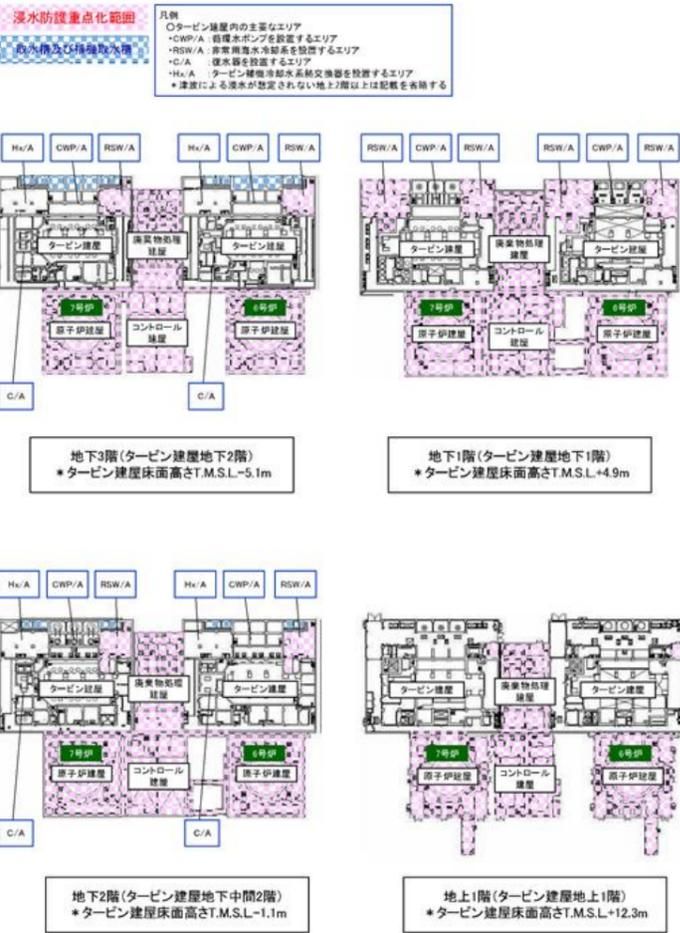 浸水防護重点化範囲
取水槽及び補機取水槽
凡例
○タービン建屋内の主要なエリア
・CWP/A：循環水ポンプを設置するエリア
・RSW/A：非常用海水冷却系を設置するエリア
・C/A：復水器を設置するエリア
・Hx/A：タービン補機冷却水系熱交換器を設置するエリア
＊津波による浸水が想定されない地上2階以上は記載を省略する
Hx/A CWP/A RSW/A Hx/A CWP/A RSW/A
タービン建屋 廃棄物処理建屋 タービン建屋
7号炉 6号炉
原子炉建屋 コントロール建屋 原子炉建屋
C/A C/A
地下3階(タービン建屋地下2階)
＊タービン建屋床面高さT.M.S.L.-5.1m
RSW/A CWP/A RSW/A RSW/A CWP/A RSW/A
タービン建屋 廃棄物処理建屋 タービン建屋
7号炉 6号炉
原子炉建屋 コントロール建屋 原子炉建屋
地下1階(タービン建屋地下1階)
＊タービン建屋床面高さT.M.S.L.+4.9m
Hx/A CWP/A RSW/A Hx/A CWP/A RSW/A
タービン建屋 廃棄物処理建屋 タービン建屋
7号炉 6号炉
原子炉建屋 コントロール建屋 原子炉建屋
C/A C/A
地下2階(タービン建屋地下中間2階)
＊タービン建屋床面高さT.M.S.L.-1.1m
タービン建屋 廃棄物処理建屋 タービン建屋
7号炉 6号炉
原子炉建屋 コントロール建屋 原子炉建屋
地上1階(タービン建屋地上1階)
＊タービン建屋床面高さT.M.S.L.+12.3m